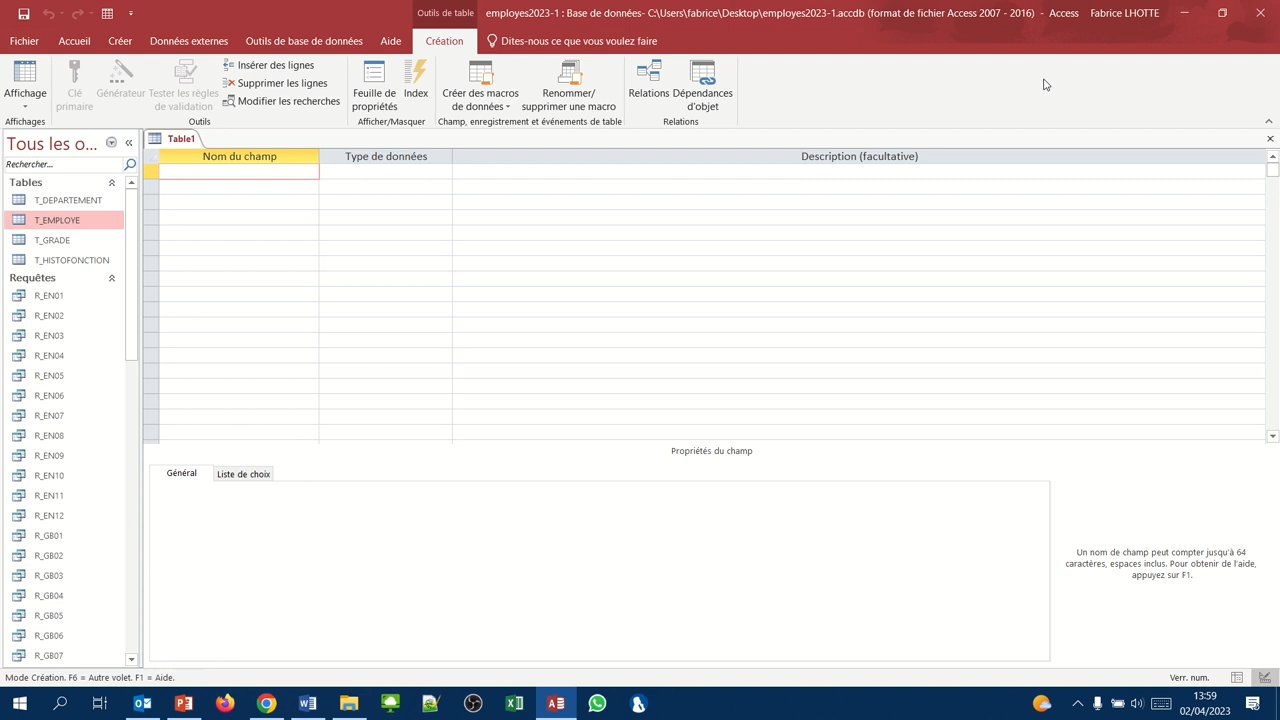 Outils de table
employes2023-1 : Base de données- C:\Users\fabrice\Desktop\employes2023-1.accdb (format de fichier Access 2007 - 2016) - Access
Fabrice LHOTTE
Fichier
Accueil
Créer
Données externes
Outils de base de données
Aide
Création
Dites-nous ce que vous voulez faire
Affichage
Clé primaire
Générateur
Tester les règles de validation
Insérer des lignes
Supprimer les lignes
Modifier les recherches
Feuille de propriétés
Index
Créer des macros de données
Renommer/ supprimer une macro
Relations
Dépendances d'objet
Affichages
Outils
Afficher/Masquer
Champ, enregistrement et événements de table
Relations
Tous les o...
Rechercher...
Tables
T_DEPARTEMENT
T_EMPLOYE
T_GRADE
T_HISTOFONCTION
Requêtes
R_EN01
R_EN02
R_EN03
R_EN04
R_EN05
R_EN06
R_EN07
R_EN08
R_EN09
R_EN10
R_EN11
R_EN12
R_GB01
R_GB02
R_GB03
R_GB04
R_GB05
R_GB06
R_GB07
Table1
Nom du champ
Type de données
Description (facultative)
Propriétés du champ
Général
Liste de choix
Un nom de champ peut compter jusqu'à 64
caractères, espaces inclus. Pour obtenir de l'aide,
appuyez sur F1.
Mode Création. F6 = Autre volet. F1 = Aide.
Verr. num.
13:59
02/04/2023